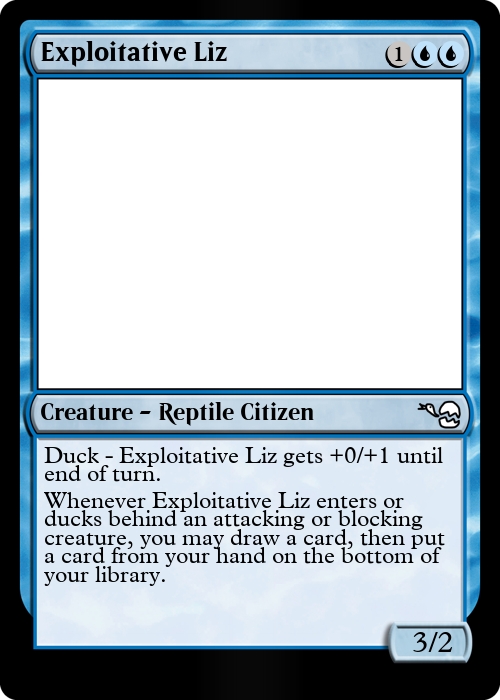 Exploitative Liz
1
Creature – Reptile Citizen
Duck - Exploitative Liz gets +0/+1 until
end of turn.
Whenever Exploitative Liz enters or
ducks behind an attacking or blocking
creature, you may draw a card, then put
a card from your hand on the bottom of
your library.
3/2